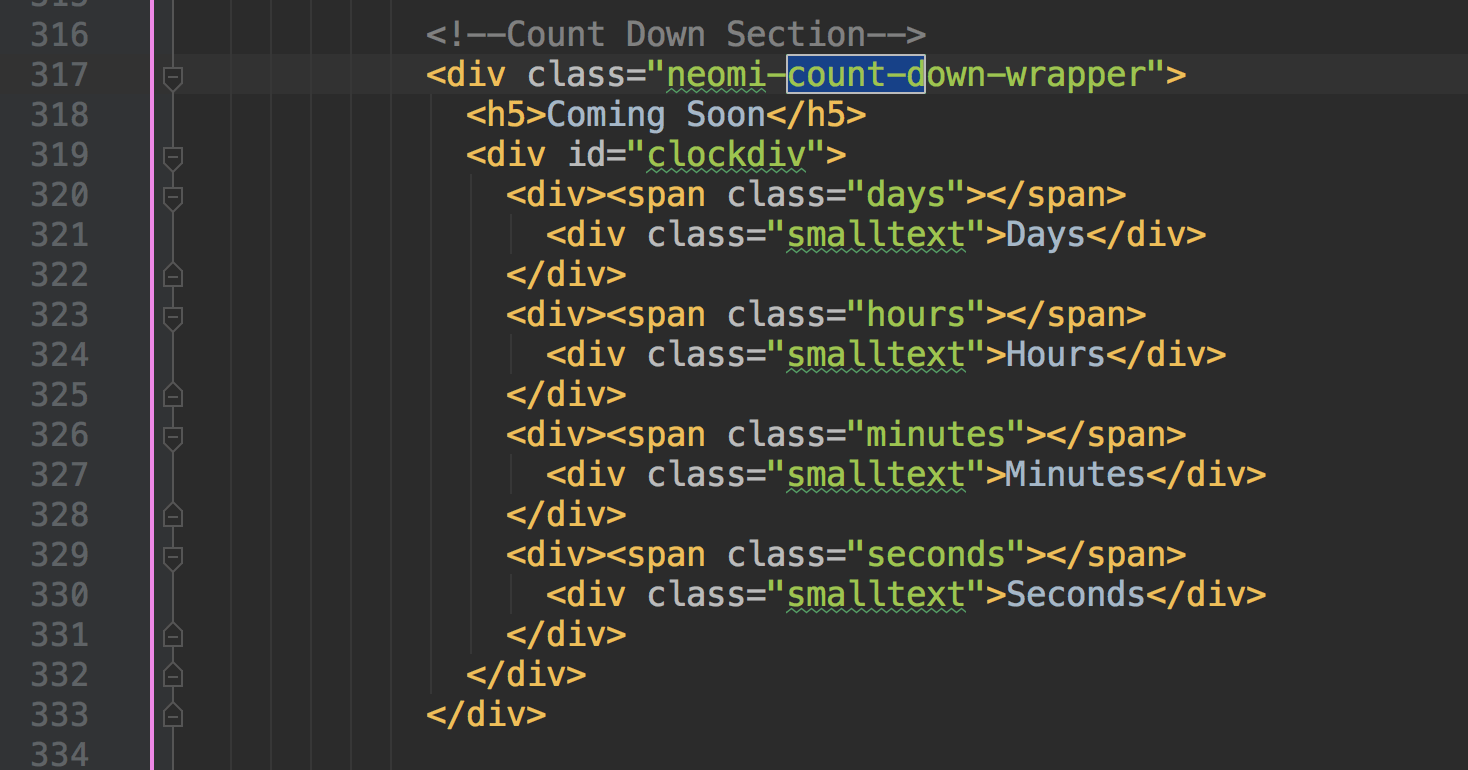 315
316 <!--Count Down Section-->
317 <div class="neomi-count-down-wrapper">
318 <h5>Coming Soon</h5>
319 <div id="clockdiv">
320 <div><span class="days"></span>
321 <div class="smalltext">Days</div>
322 </div>
323 <div><span class="hours"></span>
324 <div class="smalltext">Hours</div>
325 </div>
326 <div><span class="minutes"></span>
327 <div class="smalltext">Minutes</div>
328 </div>
329 <div><span class="seconds"></span>
330 <div class="smalltext">Seconds</div>
331 </div>
332 </div>
333 </div>
334